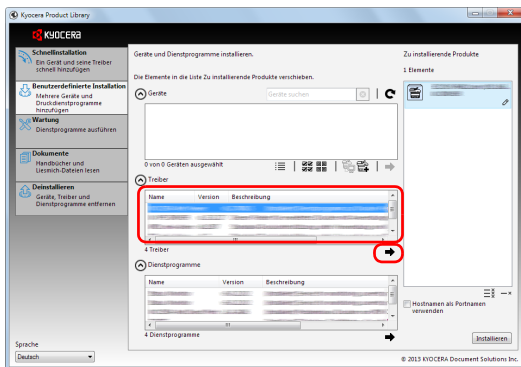 Kyocera Product Library
KYOCERA
Schnellinstallation
Ein Gerät und seine Treiber
schnell hinzufügen
Benutzerdefinierte Installation
Mehrere Geräte und
Druckdienstprogramme
hinzufügen
Wartung
Dienstprogramme ausführen
Dokumente
Handbücher und
Liesmich-Dateien lesen
Deinstallieren
Geräte, Treiber und
Dienstprogramme entfernen
Sprache
Deutsch
Geräte und Dienstprogramme installieren.
Die Elemente in die Liste Zu installierende Produkte verschieben.
Geräte
Geräte suchen
0 von 0 Geräten ausgewählt
Treiber
Name Version Beschreibung
4 Treiber
Dienstprogramme
Name Version Beschreibung
4 Dienstprogramme
Zu installierende Produkte
1 Elemente
Hostnamen als Portnamen
verwenden
Installieren
© 2013 KYOCERA Document Solutions Inc.